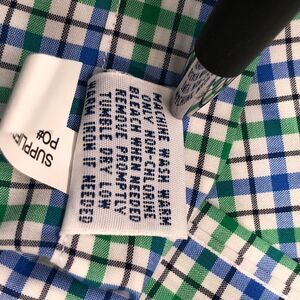 SUPPLIE
PO#
MACHINE WASH WARM
ONLY NON-CHLORINE
BLEACH WHEN NEEDED
REMOVE PROMPTLY
TUMBLE DRY LOW
WARM IRON IF NEEDED